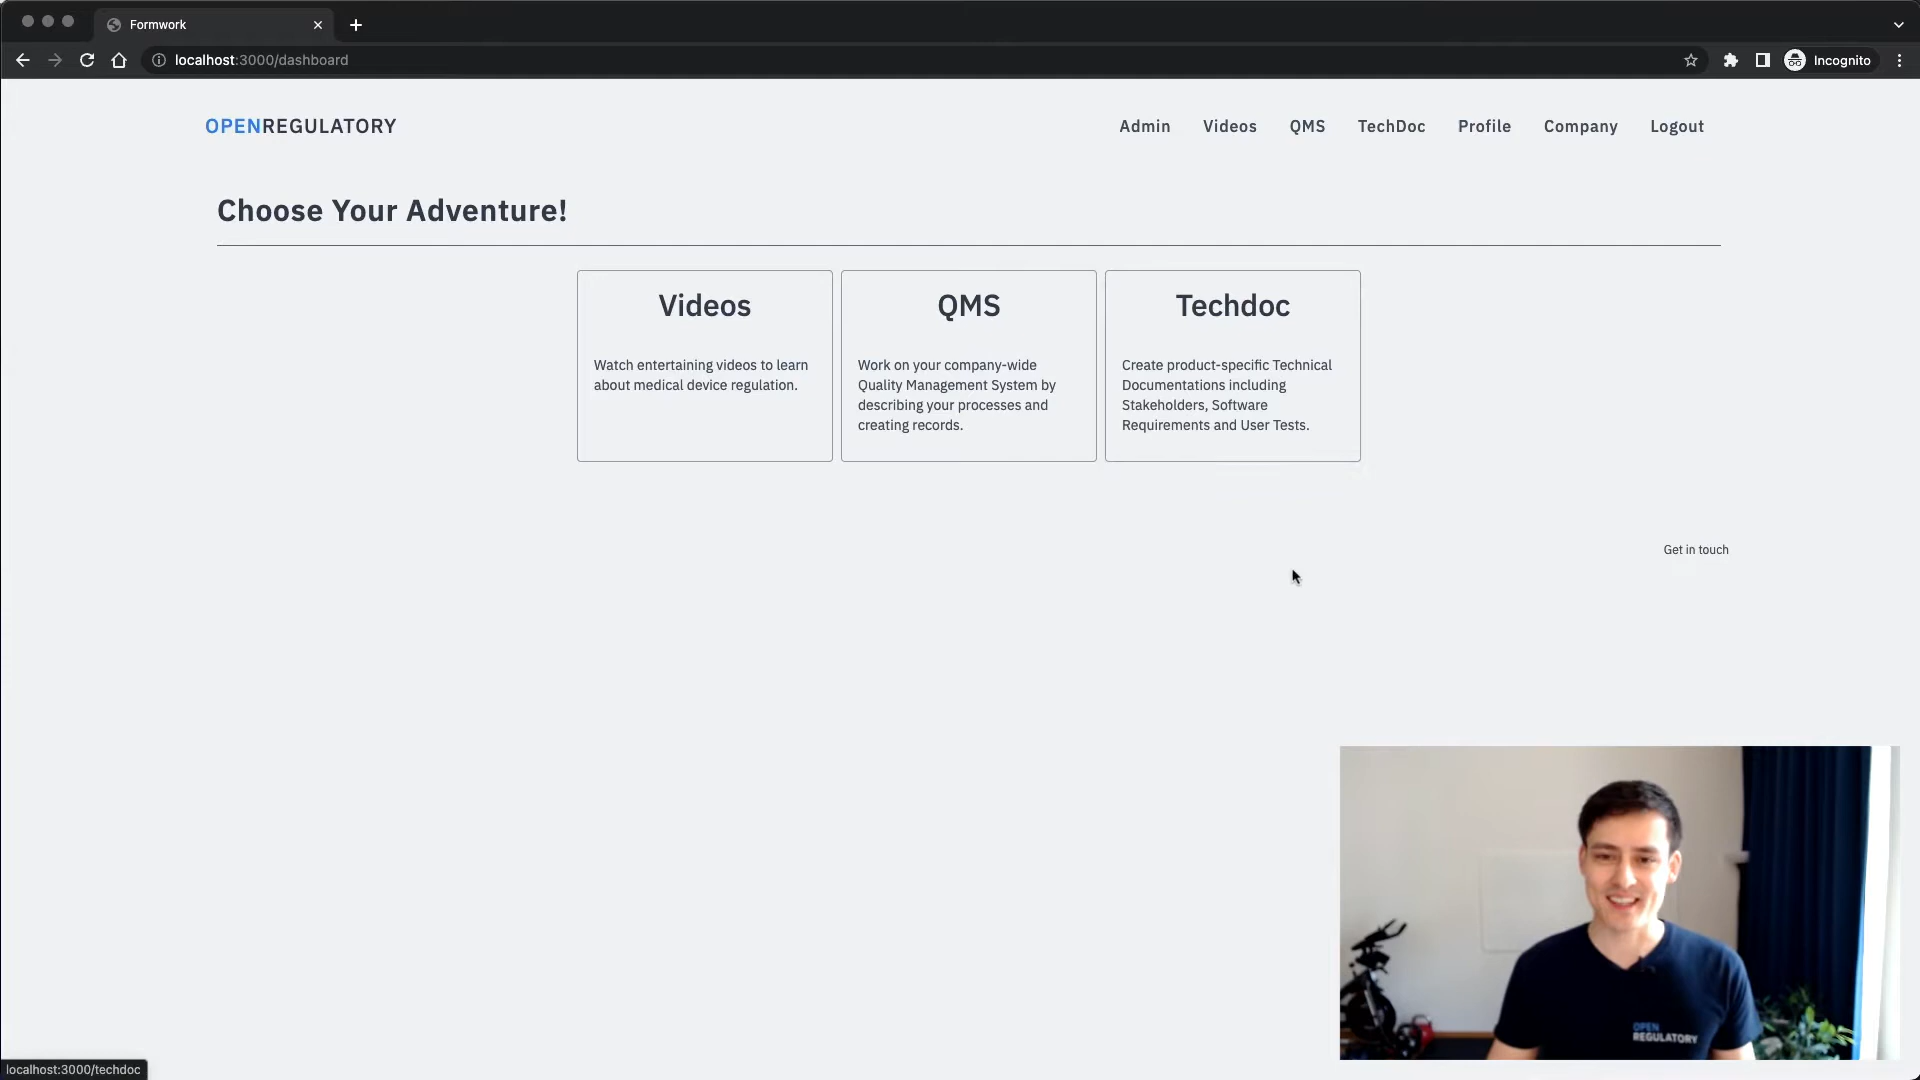 Formwork
localhost:3000/dashboard
Incognito
OPENREGULATORY
Admin Videos QMS TechDoc Profile Company Logout
Choose Your Adventure!
Videos
Watch entertaining videos to learn
about medical device regulation.
QMS
Work on your company-wide
Quality Management System by
describing your processes and
creating records.
Techdoc
Create product-specific Technical
Documentations including
Stakeholders, Software
Requirements and User Tests.
Get in touch
OPEN
REGULATORY
localhost:3000/techdoc